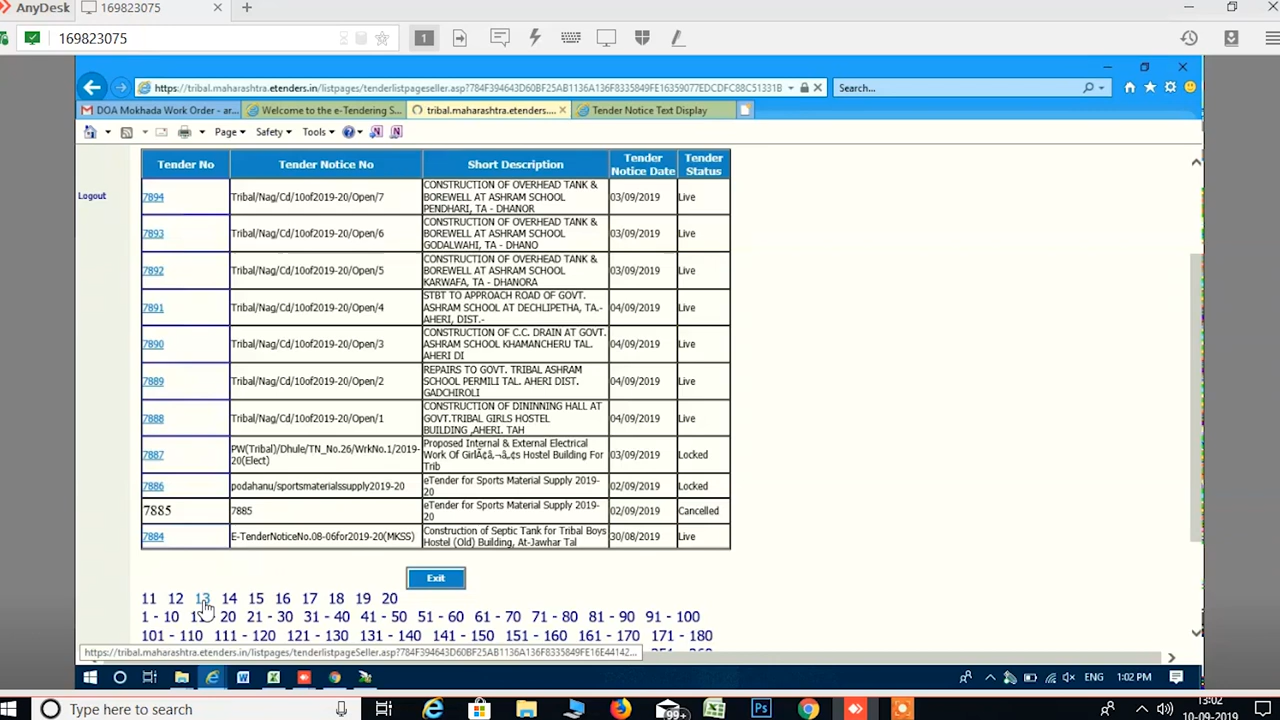 AnyDesk 169823075
169823075 1
https://tribal.maharashtra.etenders.in/listpages/tenderlistpageseller.asp?784F394643D60BF25AB1136A136F8335849FE16359077EDCDFC88C51331B Search...
DOA Mokhada Work Order - ar... Welcome to the e-Tendering S... tribal.maharashtra.etenders.... Tender Notice Text Display
Page Safety Tools
Logout
Tender No Tender Notice No Short Description Tender Notice Date Tender Status
7894 Tribal/Nag/Cd/10of2019-20/Open/7 CONSTRUCTION OF OVERHEAD TANK & BOREWELL AT ASHRAM SCHOOL PENDHARI, TA - DHANOR 03/09/2019 Live
7893 Tribal/Nag/Cd/10of2019-20/Open/6 CONSTRUCTION OF OVERHEAD TANK & BOREWELL AT ASHRAM SCHOOL GODALWAHI, TA - DHANO 03/09/2019 Live
7892 Tribal/Nag/Cd/10of2019-20/Open/5 CONSTRUCTION OF OVERHEAD TANK & BOREWELL AT ASHRAM SCHOOL KARWAFA, TA - DHANORA 03/09/2019 Live
7891 Tribal/Nag/Cd/10of2019-20/Open/4 STBT TO APPROACH ROAD OF GOVT. ASHRAM SCHOOL AT DECHLIPETHA, TA.- AHERI, DIST.- 04/09/2019 Live
7890 Tribal/Nag/Cd/10of2019-20/Open/3 CONSTRUCTION OF C.C. DRAIN AT GOVT. ASHRAM SCHOOL KHAMANCHERU TAL. AHERI DI 04/09/2019 Live
7889 Tribal/Nag/Cd/10of2019-20/Open/2 REPAIRS TO GOVT. TRIBAL ASHRAM SCHOOL PERMILI TAL. AHERI DIST. GADCHIROLI 04/09/2019 Live
7888 Tribal/Nag/Cd/10of2019-20/Open/1 CONSTRUCTION OF DININNING HALL AT GOVT.TRIBAL GIRLS HOSTEL BUILDING ,AHERI. TAH 04/09/2019 Live
7887 PW(Tribal)/Dhule/TN_No.26/WrkNo.1/2019-20(Elect) Proposed Internal & External Electrical Work Of GirlÃ¢â‚¬â„¢s Hostel Building For Trib 03/09/2019 Locked
7886 podahanu/sportsmaterialssupply2019-20 eTender for Sports Material Supply 2019-20 02/09/2019 Locked
7885 7885 eTender for Sports Material Supply 2019-20 02/09/2019 Cancelled
7884 E-TenderNoticeNo.08-06for2019-20(MKSS) Construction of Septic Tank for Tribal Boys Hostel (Old) Building, At-Jawhar Tal 30/08/2019 Live
Exit
11 12 13 14 15 16 17 18 19 20
1 - 10 20 21 - 30 31 - 40 41 - 50 51 - 60 61 - 70 71 - 80 81 - 90 91 - 100
101 - 110 111 - 120 121 - 130 131 - 140 141 - 150 151 - 160 161 - 170 171 - 180
https://tribal.maharashtra.etenders.in/listpages/tenderlistpageSeller.asp?784F394643D60BF25AB1136A136F8335849FE16E44142...
ENG 1:02 PM
Type here to search 99+ 13:02
10-09-2019